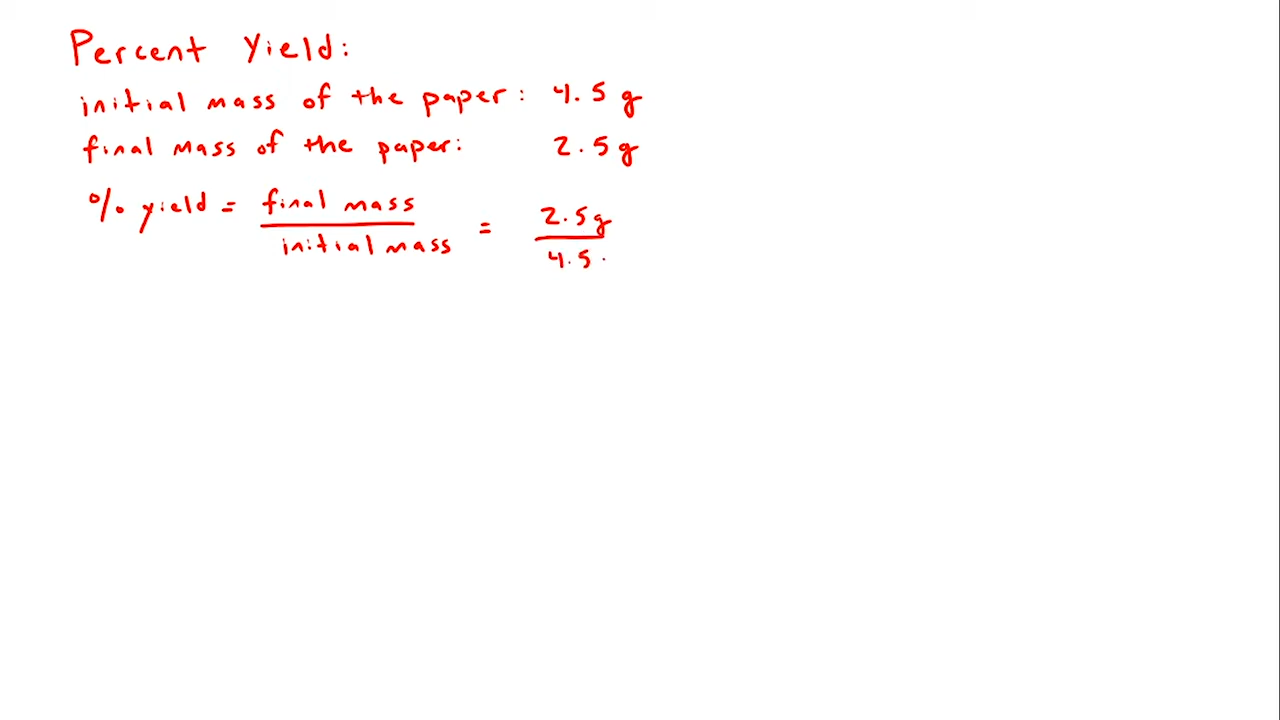 Percent Yield:
initial mass of the paper: 4.5 g
final mass of the paper: 2.5 g
% yield = final mass / initial mass = 2.5g / 4.5